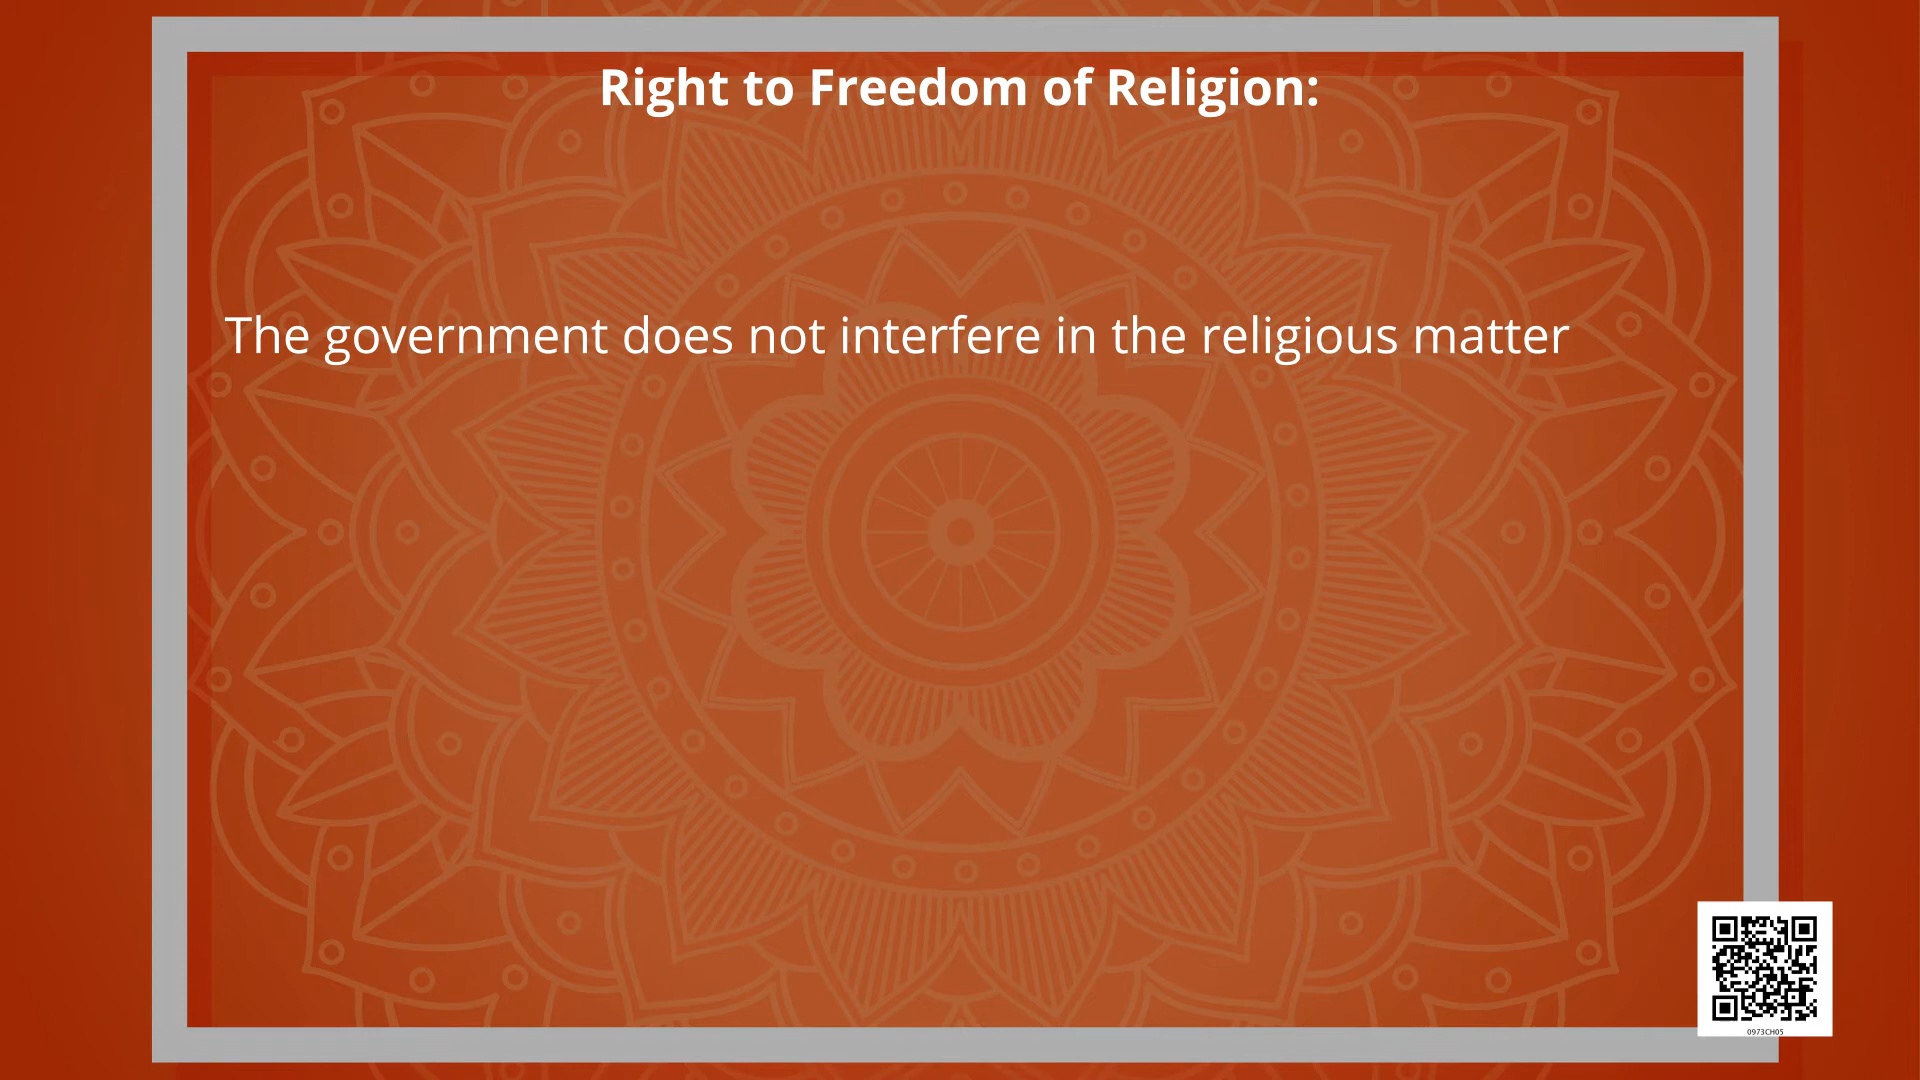 Right to Freedom of Religion:
The government does not interfere in the religious matter
0973CH05